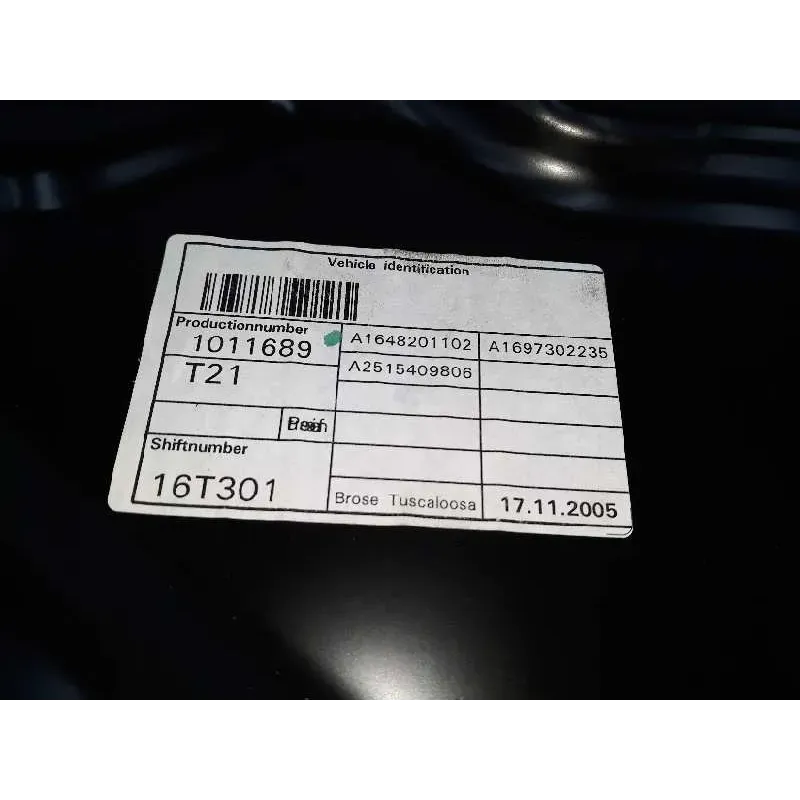 Vehicle identification
Productionnumber
1011689
A1648201102
A1697302235
T21
A2515409806
Shiftnumber
16T301
Brose Tuscaloosa
17.11.2005